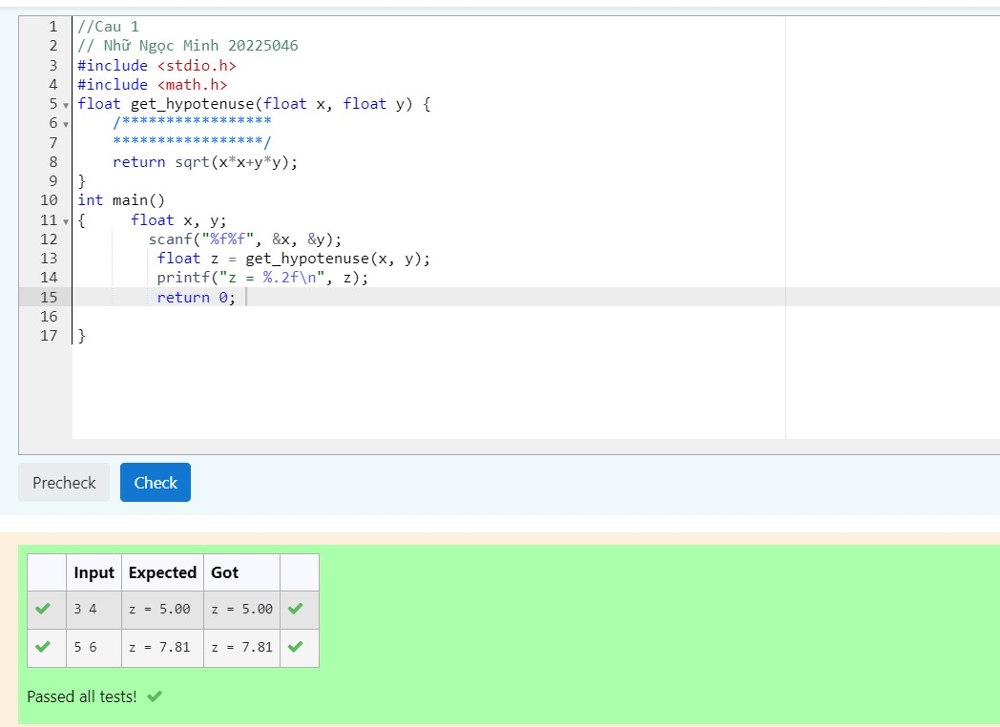 1 //Cau 1
2 // Nhữ Ngọc Minh 20225046
3 #include <stdio.h>
4 #include <math.h>
5 float get_hypotenuse(float x, float y) {
6     /*****************
7     *****************/
8     return sqrt(x*x+y*y);
9 }
10 int main()
11 {     float x, y;
12         scanf("%f%f", &x, &y);
13          float z = get_hypotenuse(x, y);
14          printf("z = %.2f\n", z);
15          return 0;
16
17 }
Precheck Check
Input Expected Got
3 4 z = 5.00 z = 5.00
5 6 z = 7.81 z = 7.81
Passed all tests!